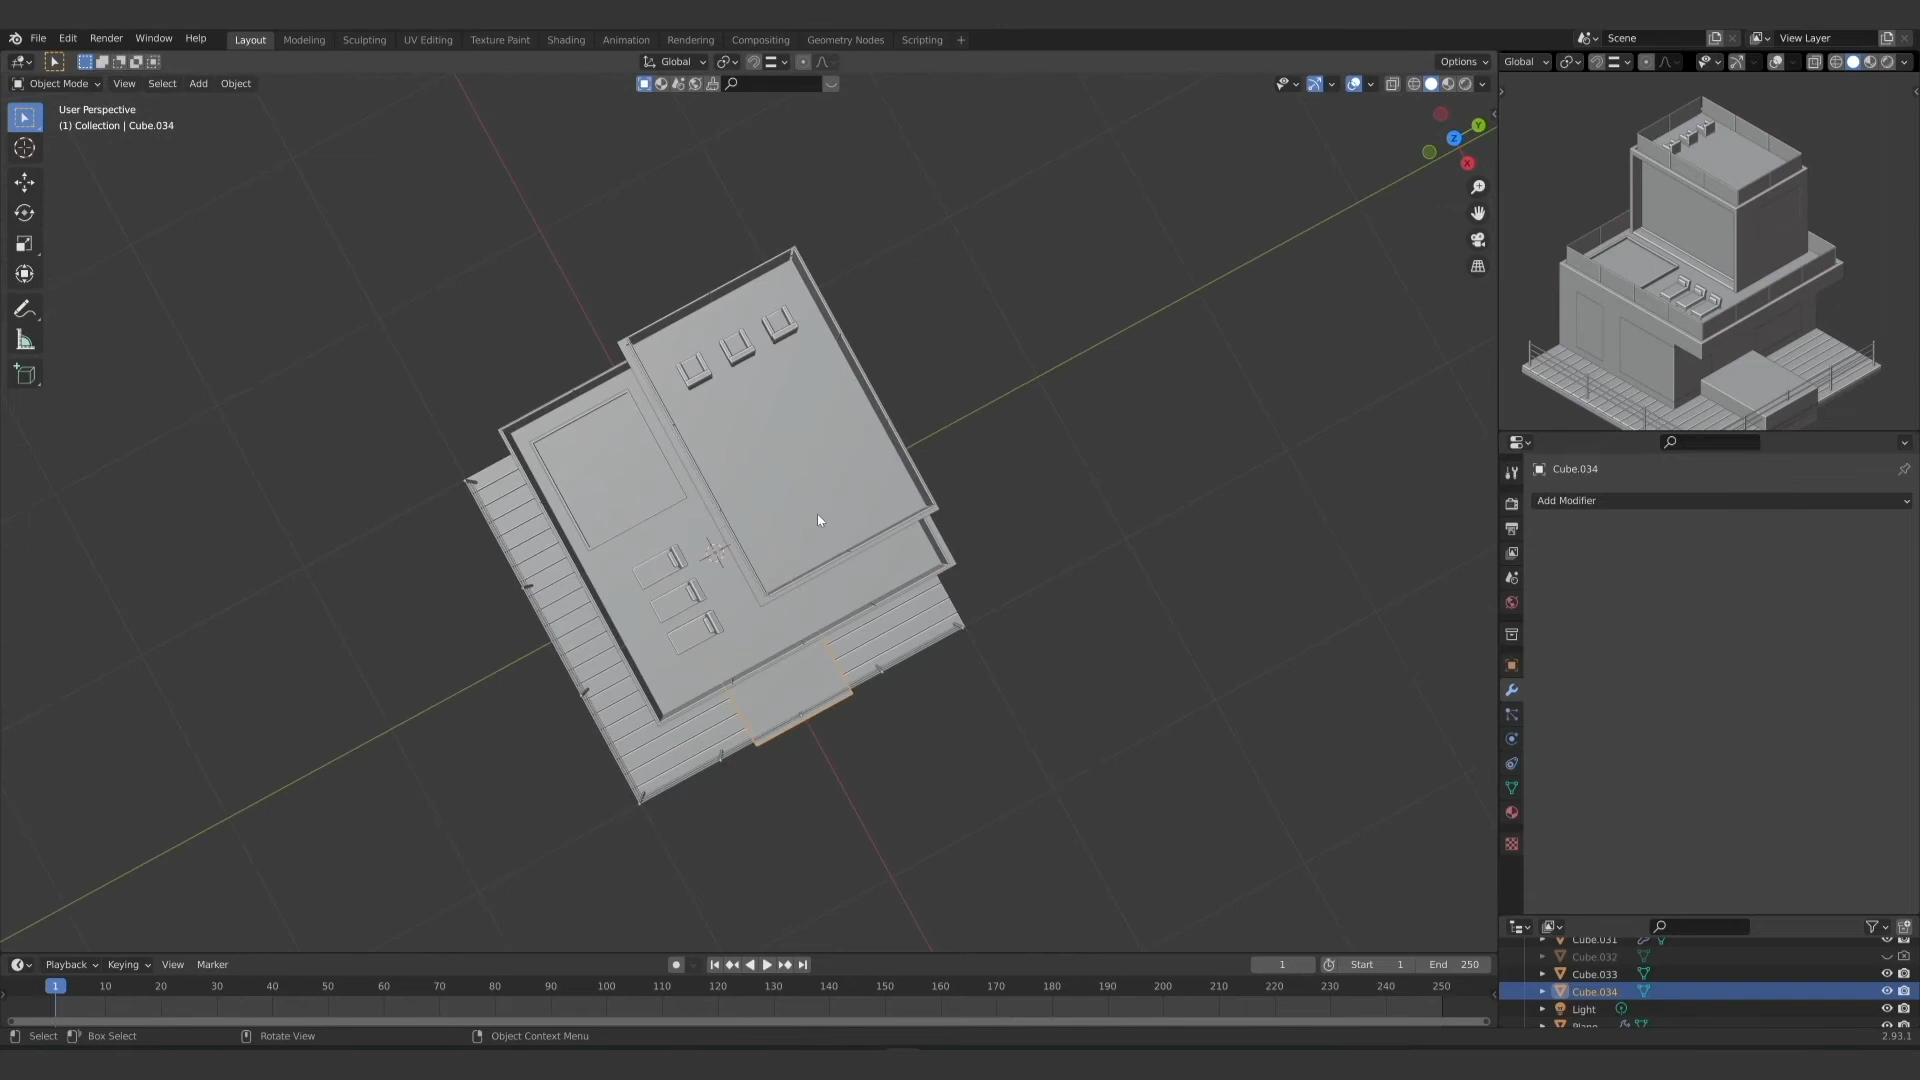 File Edit Render Window Help Layout Modeling Sculpting UV Editing Texture Paint Shading Animation Rendering Compositing Geometry Nodes Scripting + Scene View Layer
Global Options Global
Object Mode View Select Add Object
User Perspective
(1) Collection | Cube.034
Y
Z
X
Cube.034
Add Modifier
Cube.031
Cube.032
Cube.033
Cube.034
Light
Plane
Playback Keying View Marker 1 Start 1 End 250
1 10 20 30 40 50 60 70 80 90 100 110 120 130 140 150 160 170 180 190 200 210 220 230 240 250
Select Box Select Rotate View Object Context Menu 2.93.1